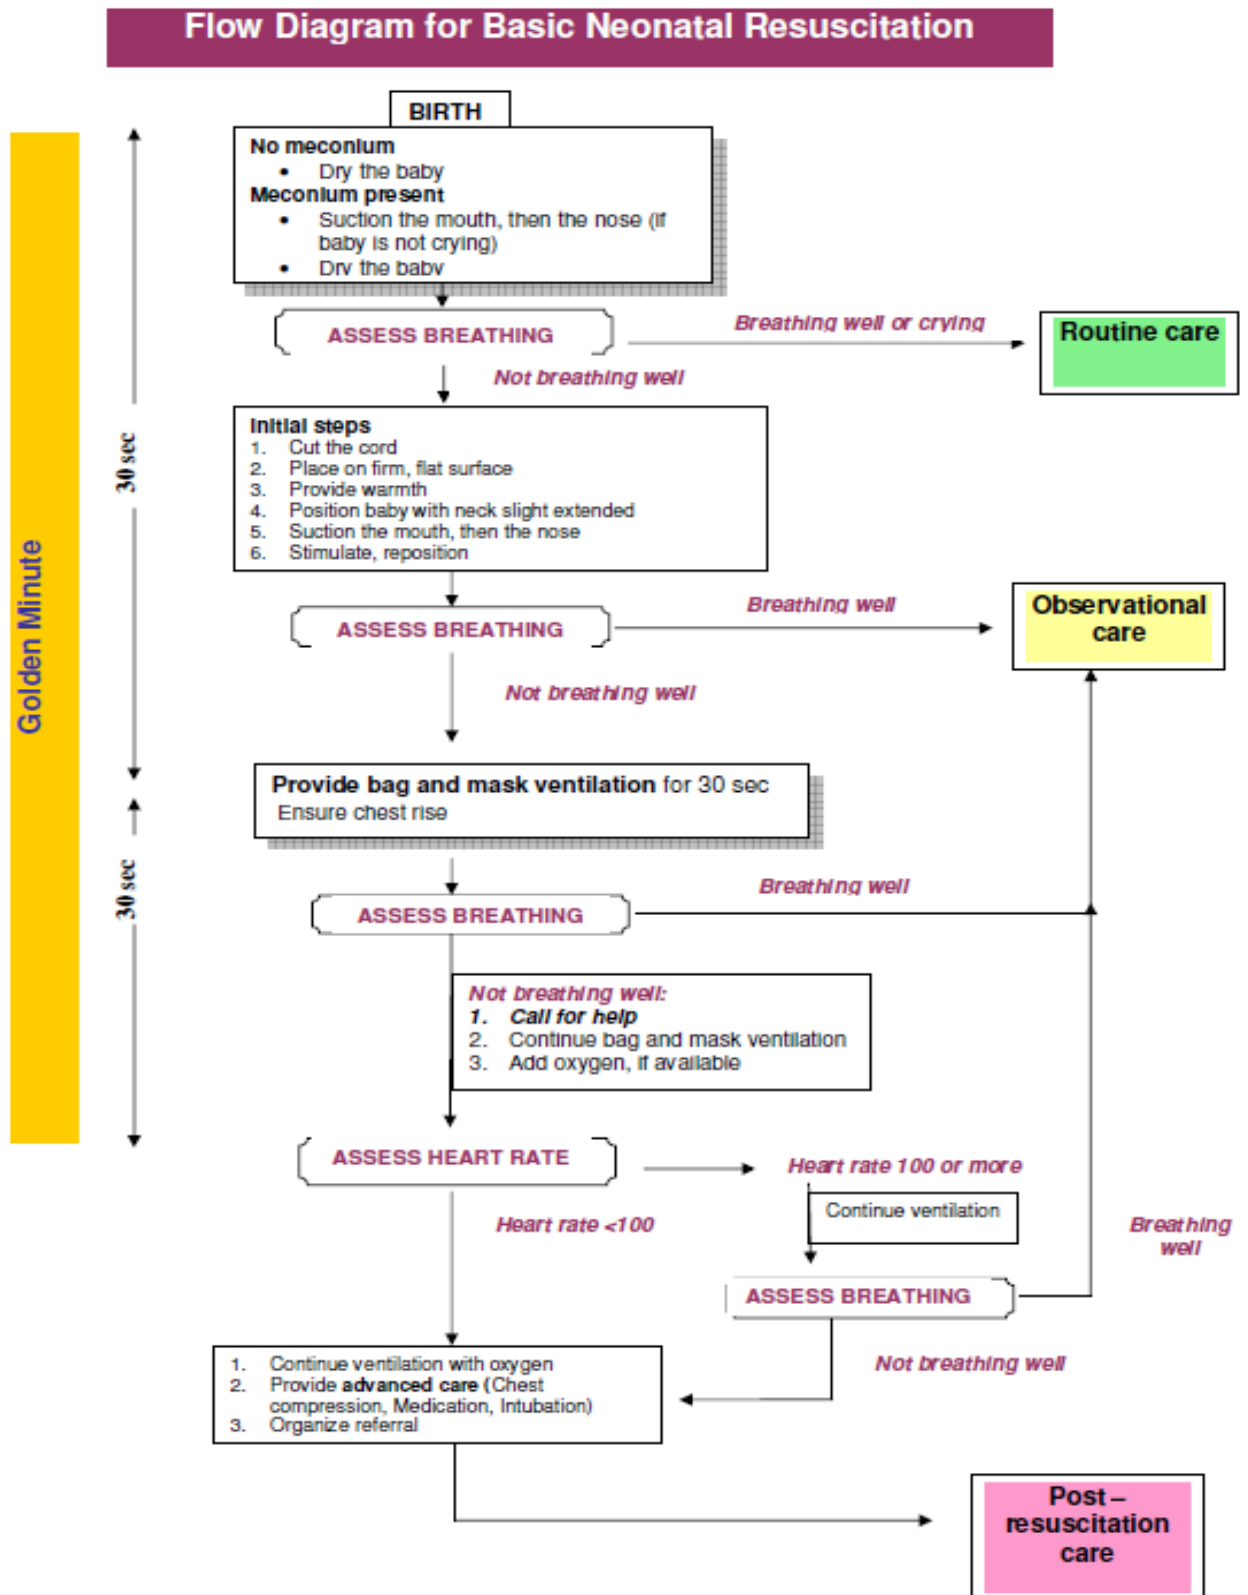 Flow Diagram for Basic Neonatal Resuscitation
BIRTH
No meconium
• Dry the baby
Meconium present
• Suction the mouth, then the nose (if
baby is not crying)
• Dry the baby
ASSESS BREATHING
Breathing well or crying
Routine care
Not breathing well
Initial steps
1. Cut the cord
2. Place on firm, flat surface
3. Provide warmth
4. Position baby with neck slight extended
5. Suction the mouth, then the nose
6. Stimulate, reposition
30 sec
Golden Minute
ASSESS BREATHING
Breathing well
Observational
care
Not breathing well
Provide bag and mask ventilation for 30 sec
Ensure chest rise
30 sec
ASSESS BREATHING
Breathing well
Not breathing well:
1. Call for help
2. Continue bag and mask ventilation
3. Add oxygen, if available
ASSESS HEART RATE
Heart rate 100 or more
Continue ventilation
Heart rate <100
Breathing
well
ASSESS BREATHING
Not breathing well
1. Continue ventilation with oxygen
2. Provide advanced care (Chest
compression, Medication, Intubation)
3. Organize referral
Post –
resuscitation
care